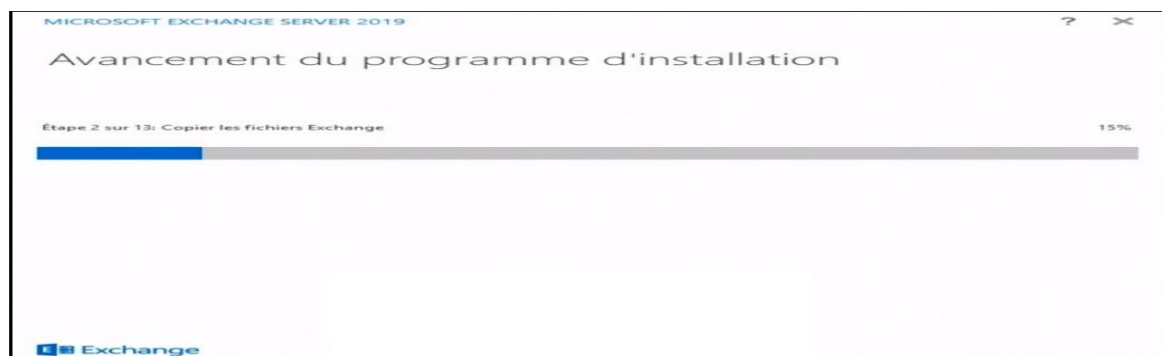 MICROSOFT EXCHANGE SERVER 2019
?
Avancement du programme d'installation
Étape 2 sur 13: Copier les fichiers Exchange
15%
Exchange